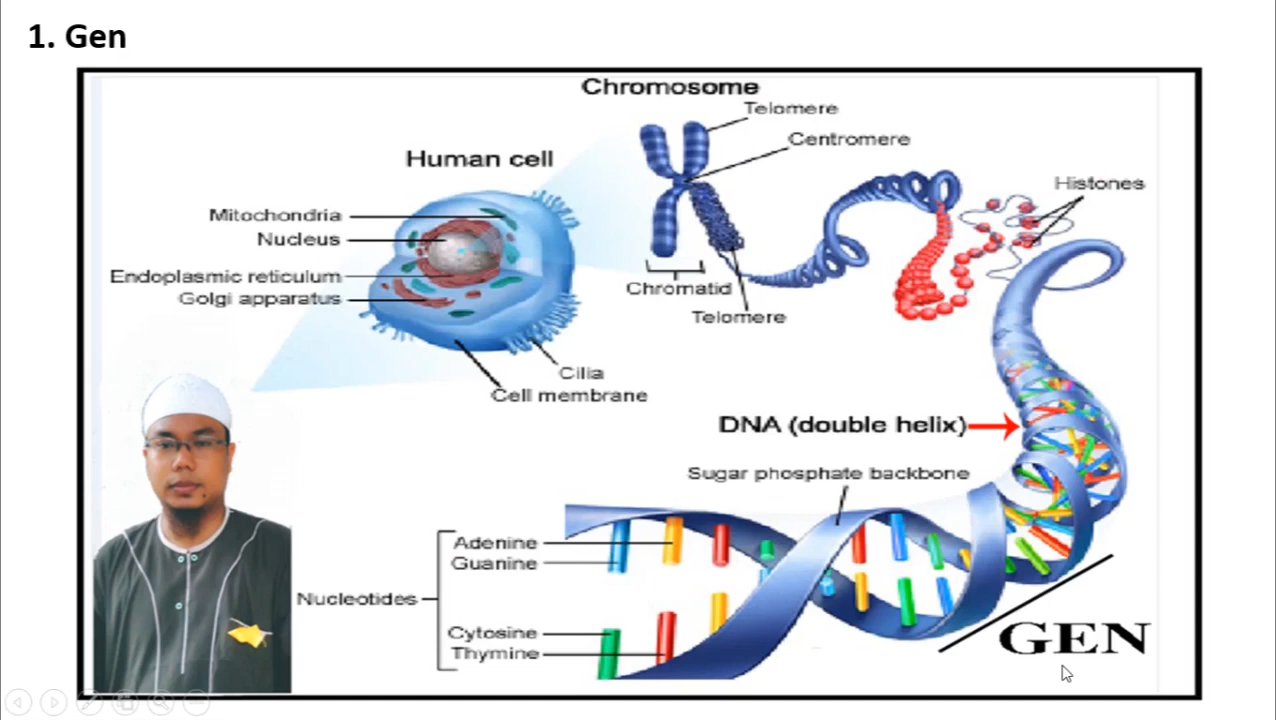 1. Gen
Chromosome
Telomere
Centromere
Human cell
Histones
Mitochondria
Nucleus
Endoplasmic reticulum
Golgi apparatus
Chromatid
Telomere
Cilia
Cell membrane
DNA (double helix)
Sugar phosphate backbone
Adenine
Guanine
Nucleotides
Cytosine
Thymine
GEN